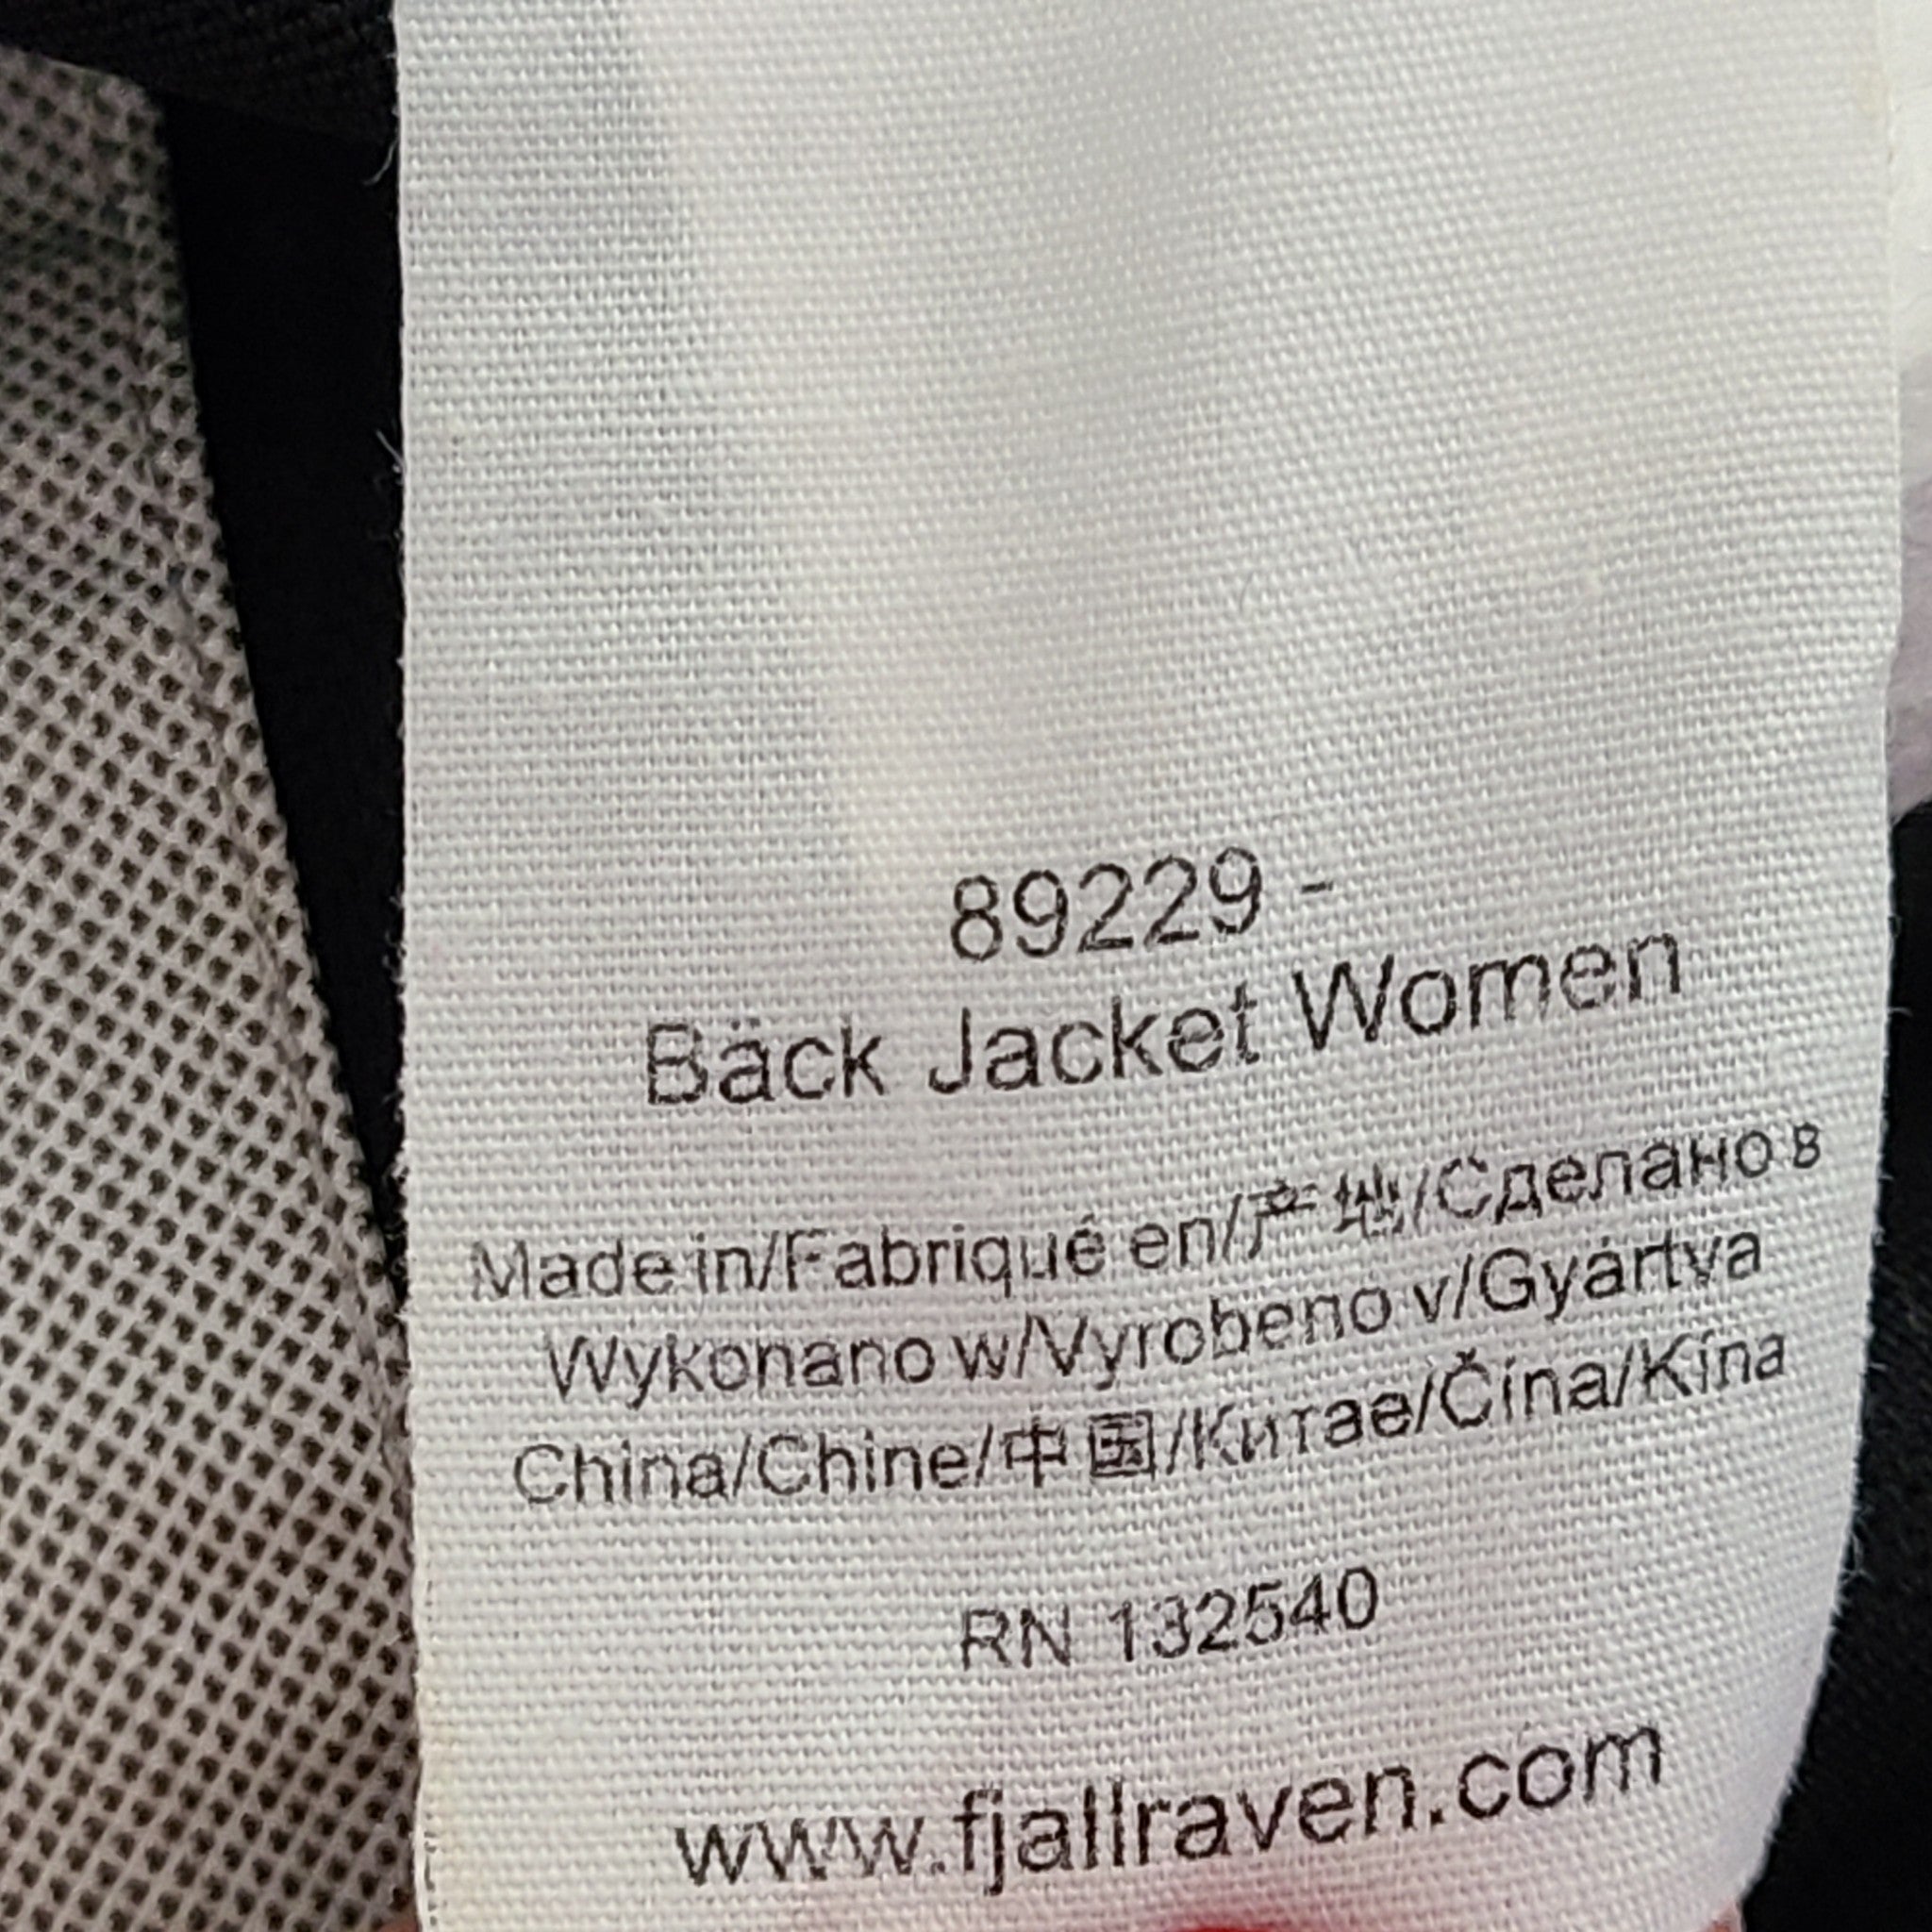 89229 -
Bäck Jacket Women
Made in/Fabriqué en/产地/Сделано в
Wykonano w/Vyrobeno v/Gyártva
China/Chine/中国/Китае/Čína/Kína
RN 132540
www.fjallraven.com